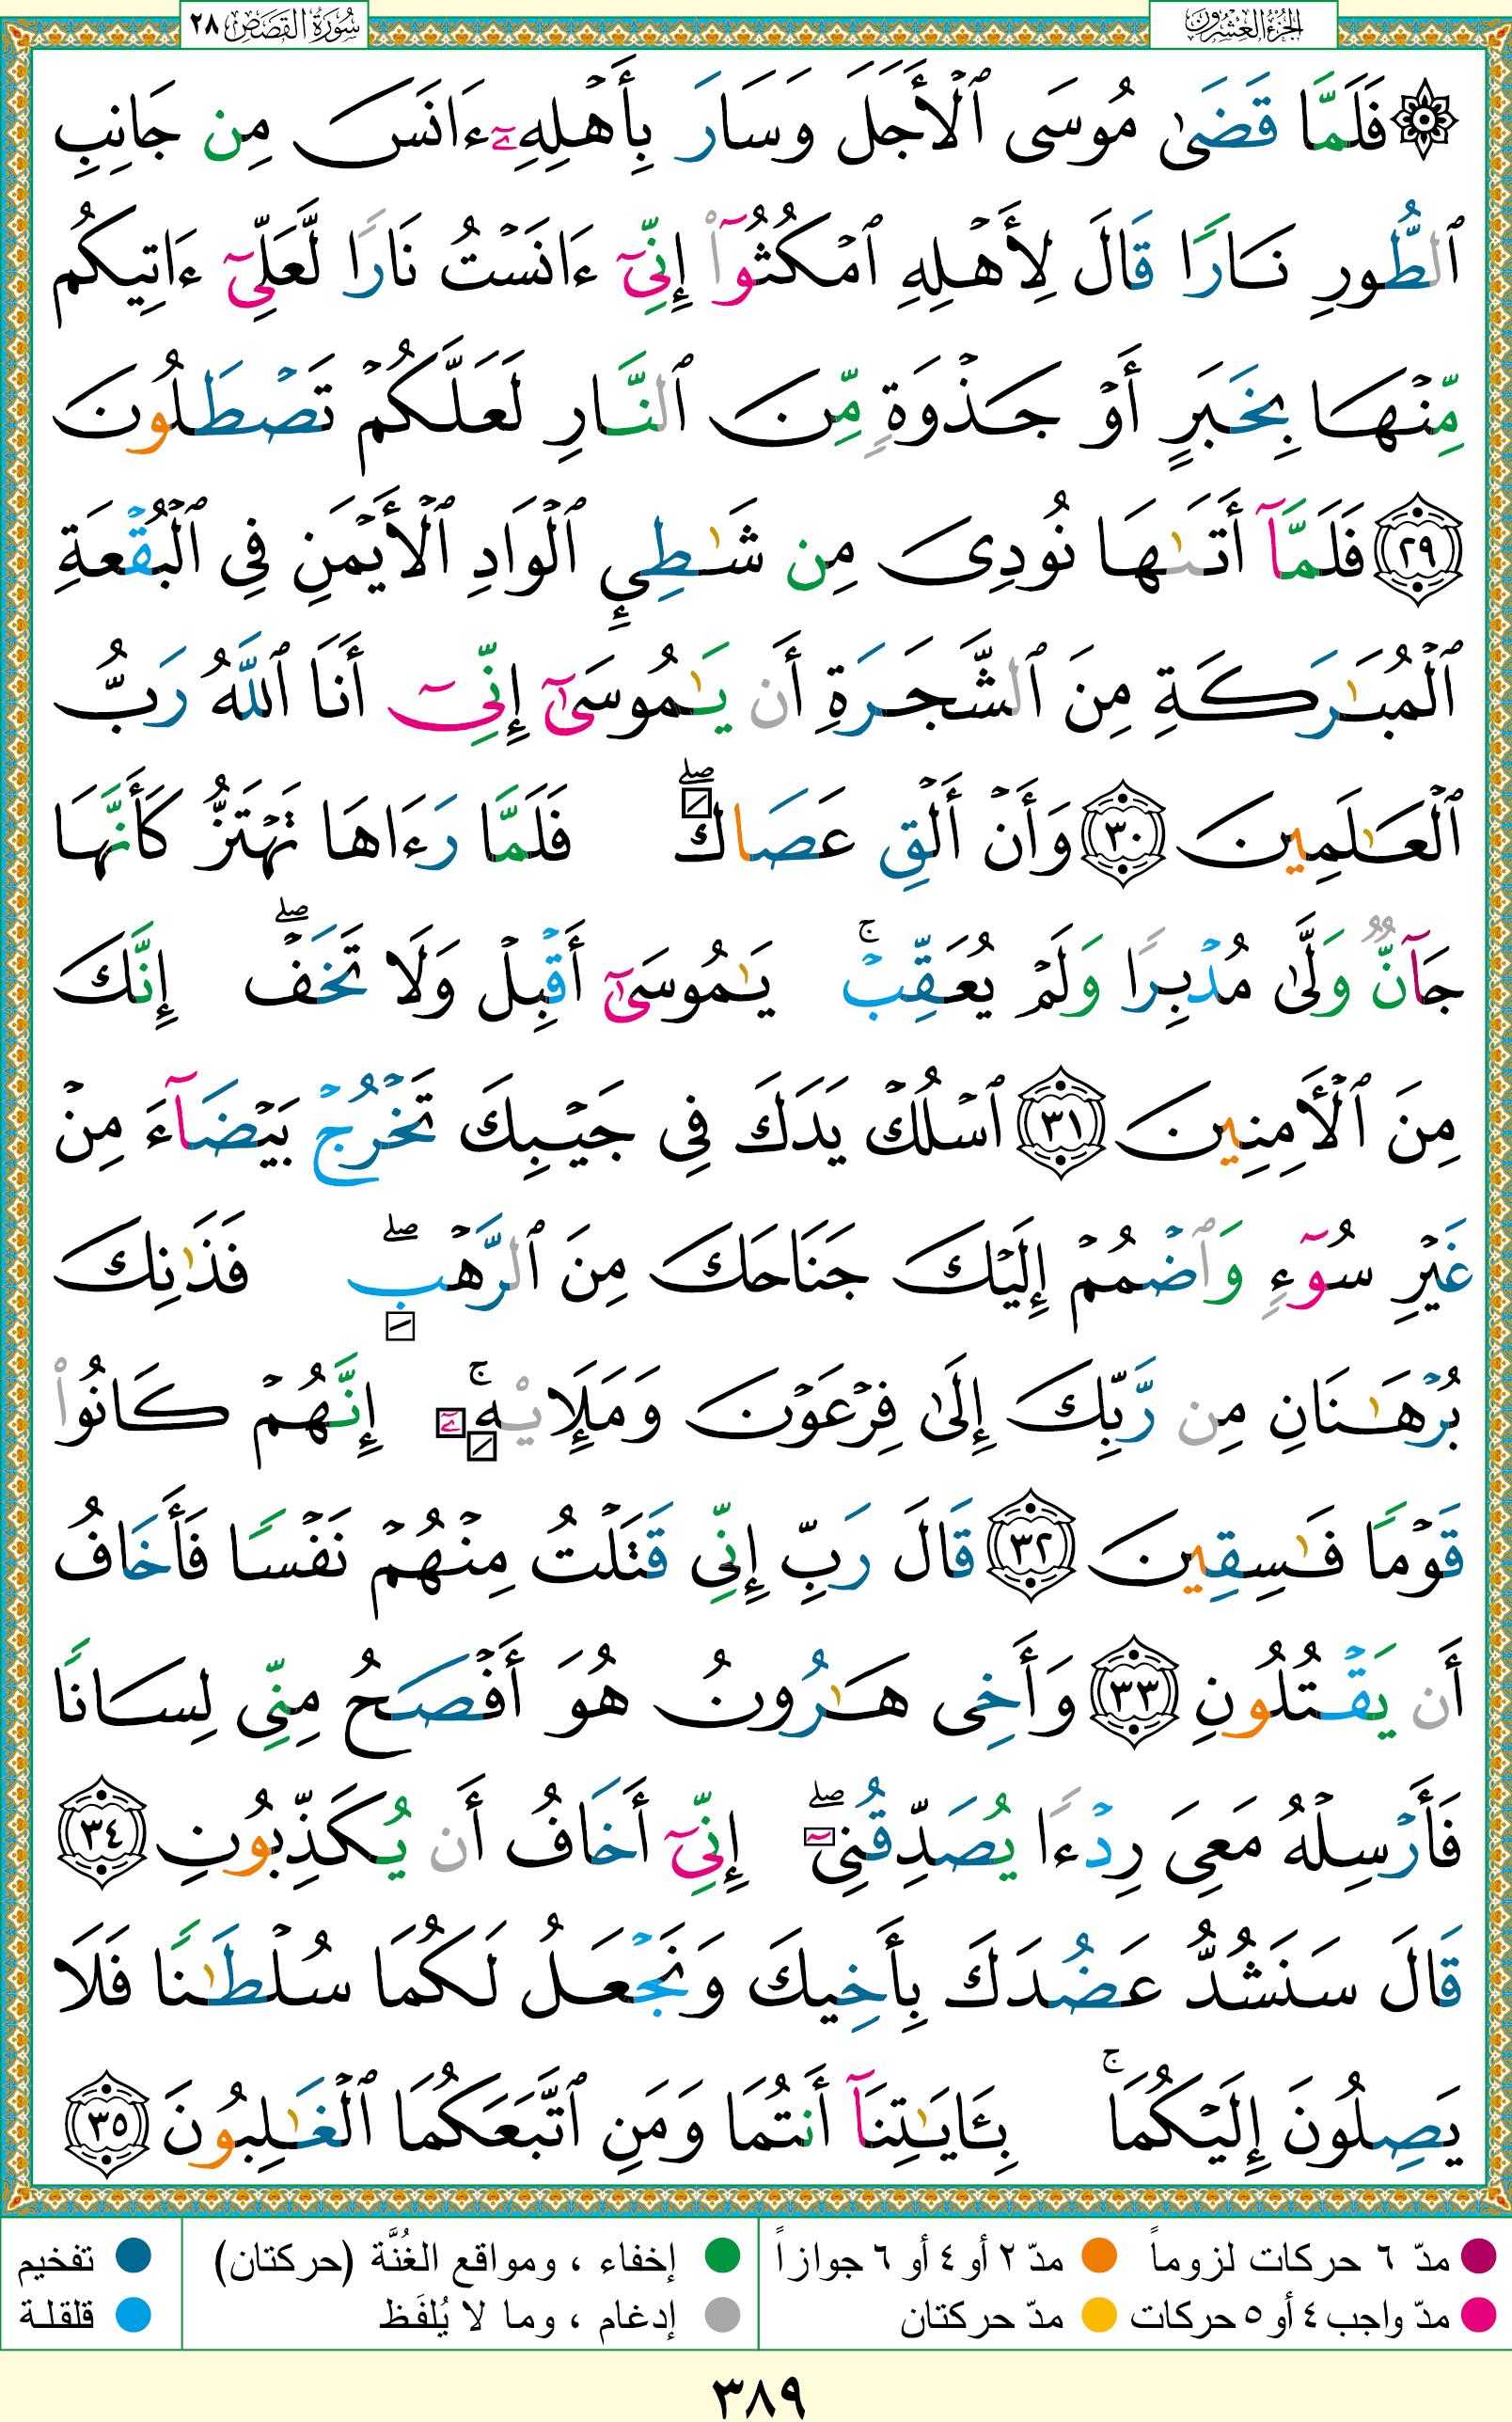 الجزء العشرون
سورة القصص ٢٨
۞ فَلَمَّا قَضَىٰ مُوسَى ٱلْأَجَلَ وَسَارَ بِأَهْلِهِۦٓ ءَانَسَ مِن جَانِبِ
ٱلطُّورِ نَارًا قَالَ لِأَهْلِهِ ٱمْكُثُوٓا۟ إِنِّىٓ ءَانَسْتُ نَارًا لَّعَلِّىٓ ءَاتِيكُم
مِّنْهَا بِخَبَرٍ أَوْ جَذْوَةٍ مِّنَ ٱلنَّارِ لَعَلَّكُمْ تَصْطَلُونَ
٢٩ فَلَمَّآ أَتَىٰهَا نُودِىَ مِن شَـٰطِئِ ٱلْوَادِ ٱلْأَيْمَنِ فِى ٱلْبُقْعَةِ
ٱلْمُبَـٰرَكَةِ مِنَ ٱلشَّجَرَةِ أَن يَـٰمُوسَىٰٓ إِنِّىٓ أَنَا ٱللَّهُ رَبُّ
ٱلْعَـٰلَمِينَ ٣٠ وَأَنْ أَلْقِ عَصَاكَ ۖ فَلَمَّا رَءَاهَا تَهْتَزُّ كَأَنَّهَا
جَآنٌّ وَلَّىٰ مُدْبِرًا وَلَمْ يُعَقِّبْ ۚ يَـٰمُوسَىٰٓ أَقْبِلْ وَلَا تَخَفْ ۖ إِنَّكَ
مِنَ ٱلْـَٔامِنِينَ ٣١ ٱسْلُكْ يَدَكَ فِى جَيْبِكَ تَخْرُجْ بَيْضَآءَ مِنْ
غَيْرِ سُوٓءٍ وَٱضْمُمْ إِلَيْكَ جَنَاحَكَ مِنَ ٱلرَّهْبِ ۖ فَذَٰنِكَ
بُرْهَـٰنَانِ مِن رَّبِّكَ إِلَىٰ فِرْعَوْنَ وَمَلَإِي۟هِۦٓ ۚ إِنَّهُمْ كَانُوا۟
قَوْمًا فَـٰسِقِينَ ٣٢ قَالَ رَبِّ إِنِّى قَتَلْتُ مِنْهُمْ نَفْسًا فَأَخَافُ
أَن يَقْتُلُونِ ٣٣ وَأَخِى هَـٰرُونُ هُوَ أَفْصَحُ مِنِّى لِسَانًا
فَأَرْسِلْهُ مَعِىَ رِدْءًا يُصَدِّقُنِىٓ ۖ إِنِّىٓ أَخَافُ أَن يُكَذِّبُونِ ٣٤
قَالَ سَنَشُدُّ عَضُدَكَ بِأَخِيكَ وَنَجْعَلُ لَكُمَا سُلْطَـٰنًا فَلَا
يَصِلُونَ إِلَيْكُمَا ۚ بِـَٔايَـٰتِنَآ أَنتُمَا وَمَنِ ٱتَّبَعَكُمَا ٱلْغَـٰلِبُونَ ٣٥
مدّ ٦ حركات لزوماً مدّ ٢ أو ٤ أو ٦ جوازاً إخفاء ، ومواقع الغُنَّة (حركتان) تفخيم
مدّ واجب ٤ أو ٥ حركات مدّ حركتان إدغام ، وما لا يُلفَظ قلقلة
٣٨٩